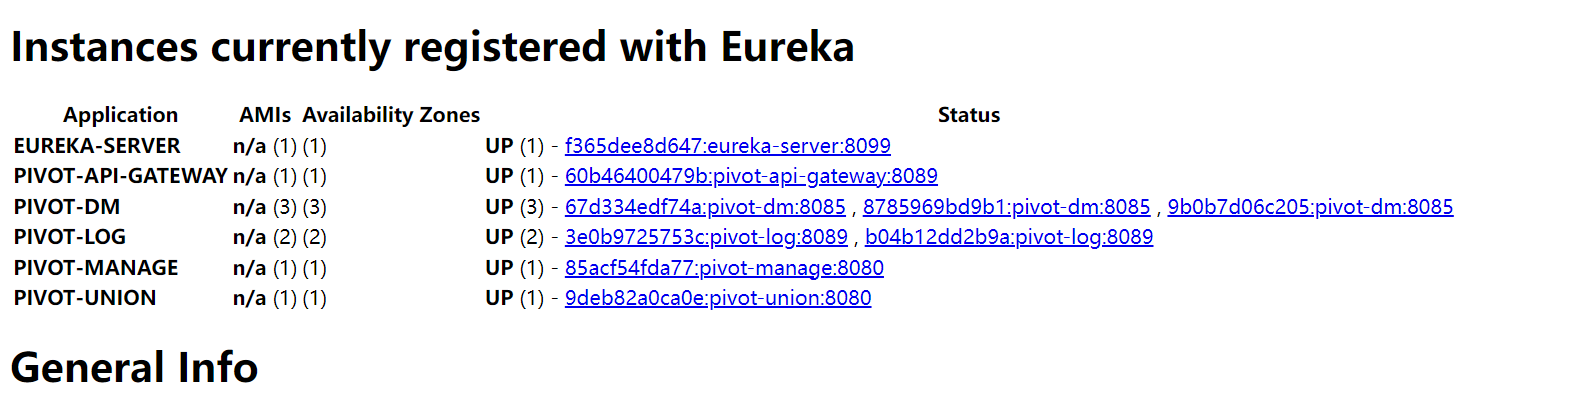 Instances currently registered with Eureka
Application AMIs Availability Zones Status
EUREKA-SERVER n/a (1) (1) UP (1) - f365dee8d647:eureka-server:8099
PIVOT-API-GATEWAY n/a (1) (1) UP (1) - 60b46400479b:pivot-api-gateway:8089
PIVOT-DM n/a (3) (3) UP (3) - 67d334edf74a:pivot-dm:8085 , 8785969bd9b1:pivot-dm:8085 , 9b0b7d06c205:pivot-dm:8085
PIVOT-LOG n/a (2) (2) UP (2) - 3e0b9725753c:pivot-log:8089 , b04b12dd2b9a:pivot-log:8089
PIVOT-MANAGE n/a (1) (1) UP (1) - 85acf54fda77:pivot-manage:8080
PIVOT-UNION n/a (1) (1) UP (1) - 9deb82a0ca0e:pivot-union:8080
General Info